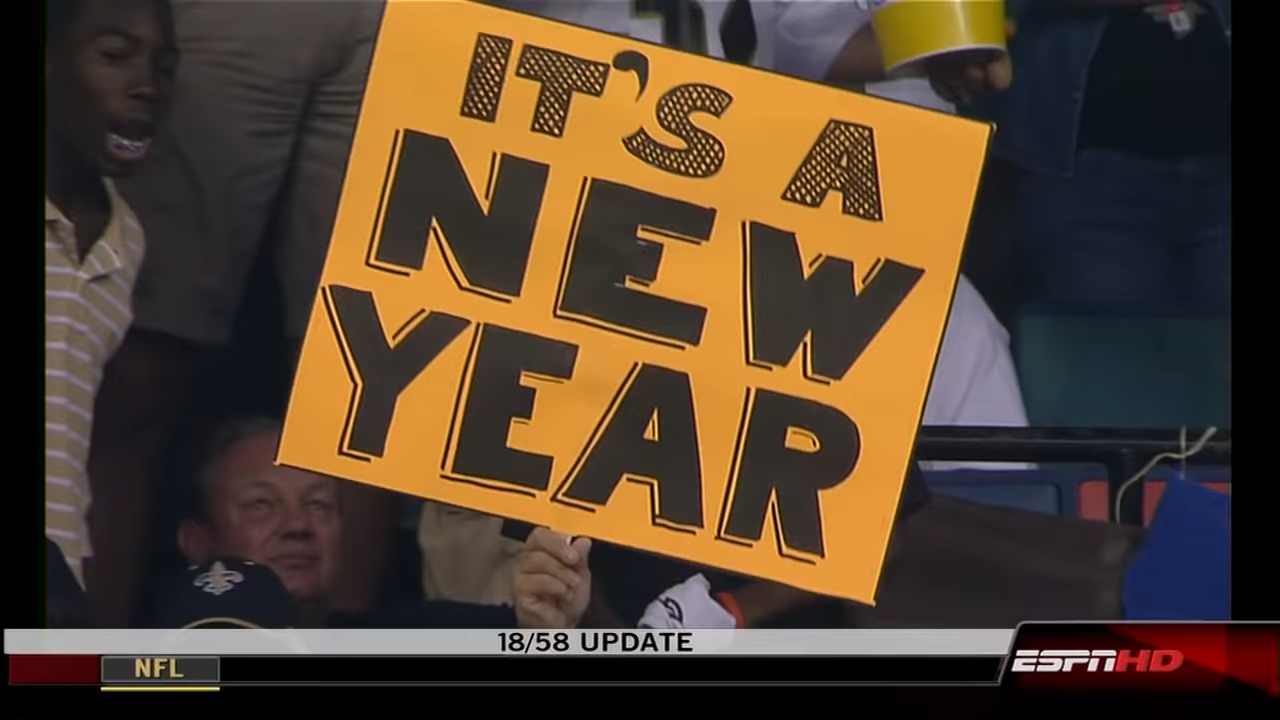 IT'S A
NEW
YEAR
18/58 UPDATE
NFL
ESPNHD